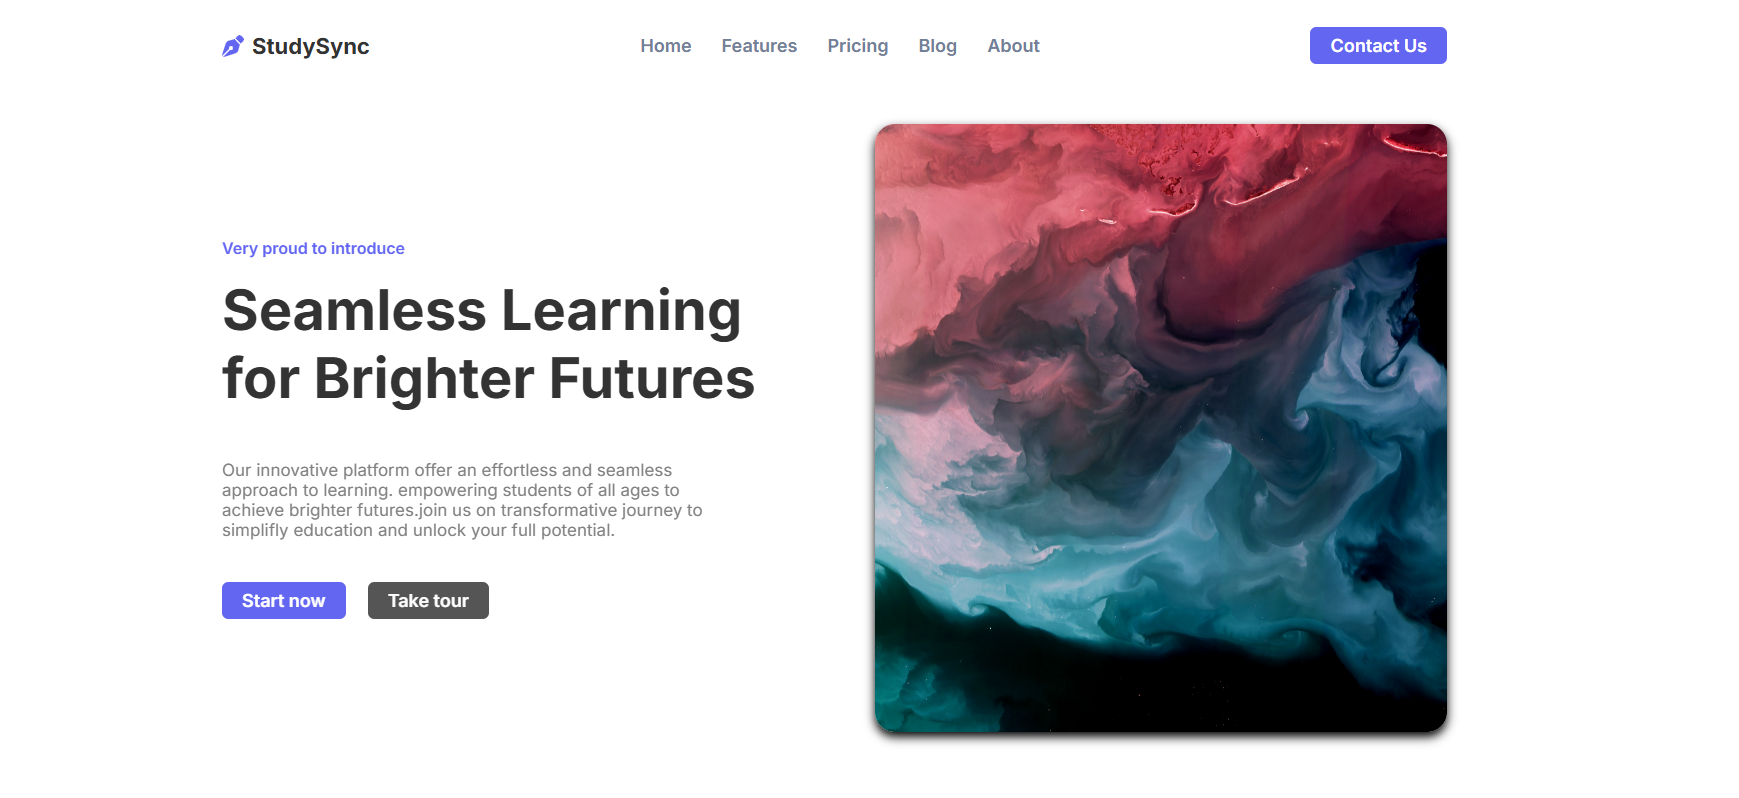 StudySync
Home Features Pricing Blog About
Contact Us
Very proud to introduce
Seamless Learning
for Brighter Futures
Our innovative platform offer an effortless and seamless
approach to learning. empowering students of all ages to
achieve brighter futures.join us on transformative journey to
simplifly education and unlock your full potential.
Start now
Take tour